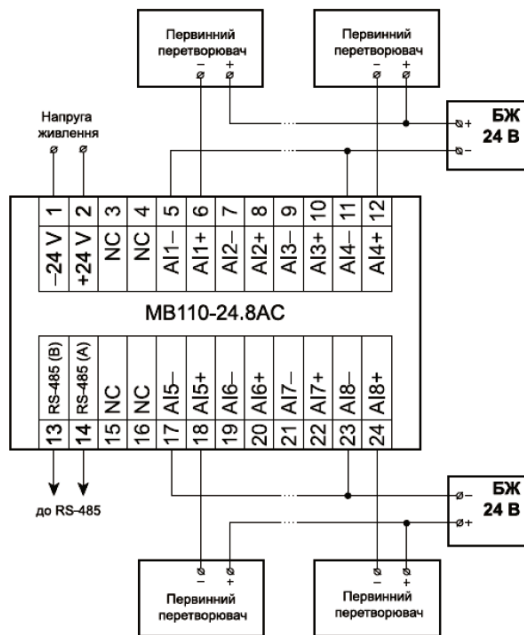 Первинний
перетворювач
– +
Первинний
перетворювач
– +
Напруга
живлення
БЖ
24 В
+
–
1 2 3 4 5 6 7 8 9 10 11 12
–24 V +24 V NC NC AI1– AI1+ AI2– AI2+ AI3– AI3+ AI4– AI4+
МВ110-24.8АС
RS-485 (B) RS-485 (A) NC NC AI5– AI5+ AI6– AI6+ AI7– AI7+ AI8– AI8+
13 14 15 16 17 18 19 20 21 22 23 24
до RS-485
БЖ
24 В
–
+
– +
Первинний
перетворювач
– +
Первинний
перетворювач